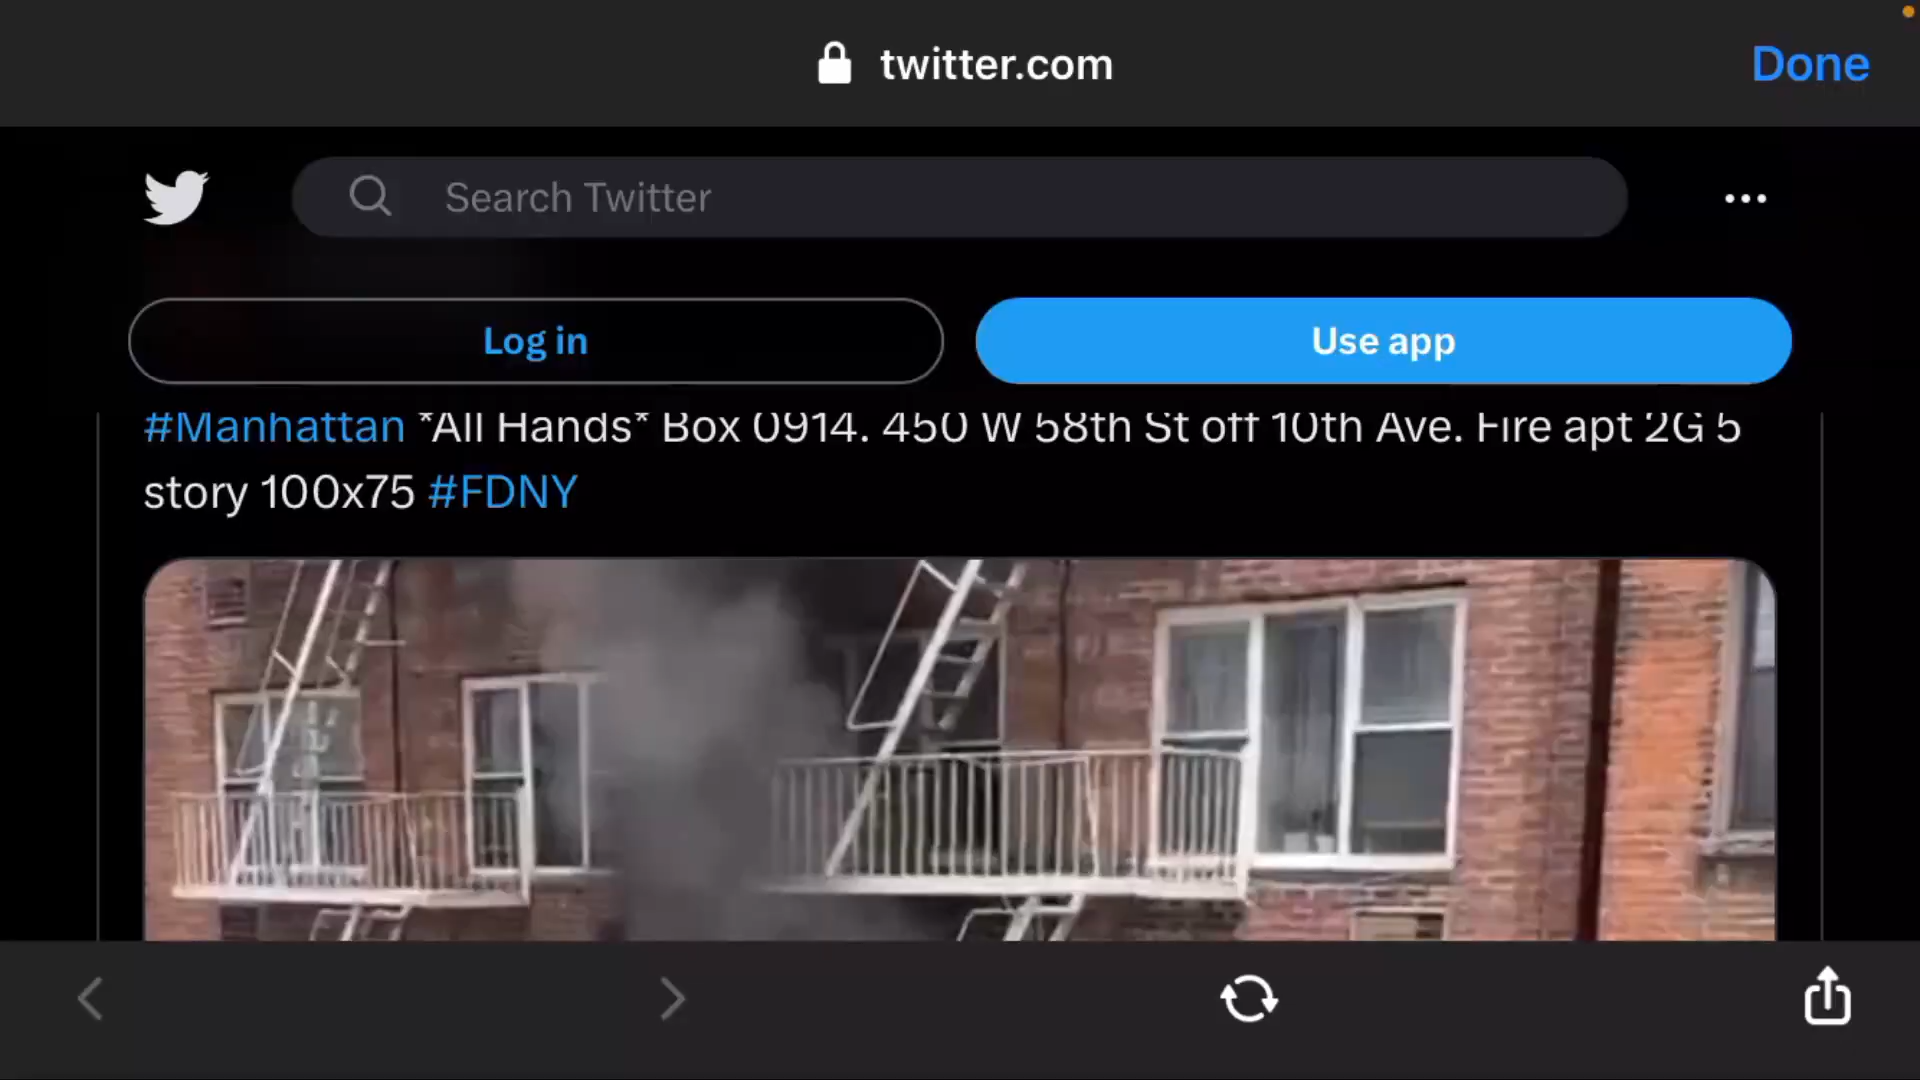 twitter.com
Done
Search Twitter
Log in
Use app
#Manhattan *All Hands* Box 0914. 450 W 58th St off 10th Ave. Fire apt 2G 5
story 100x75 #FDNY